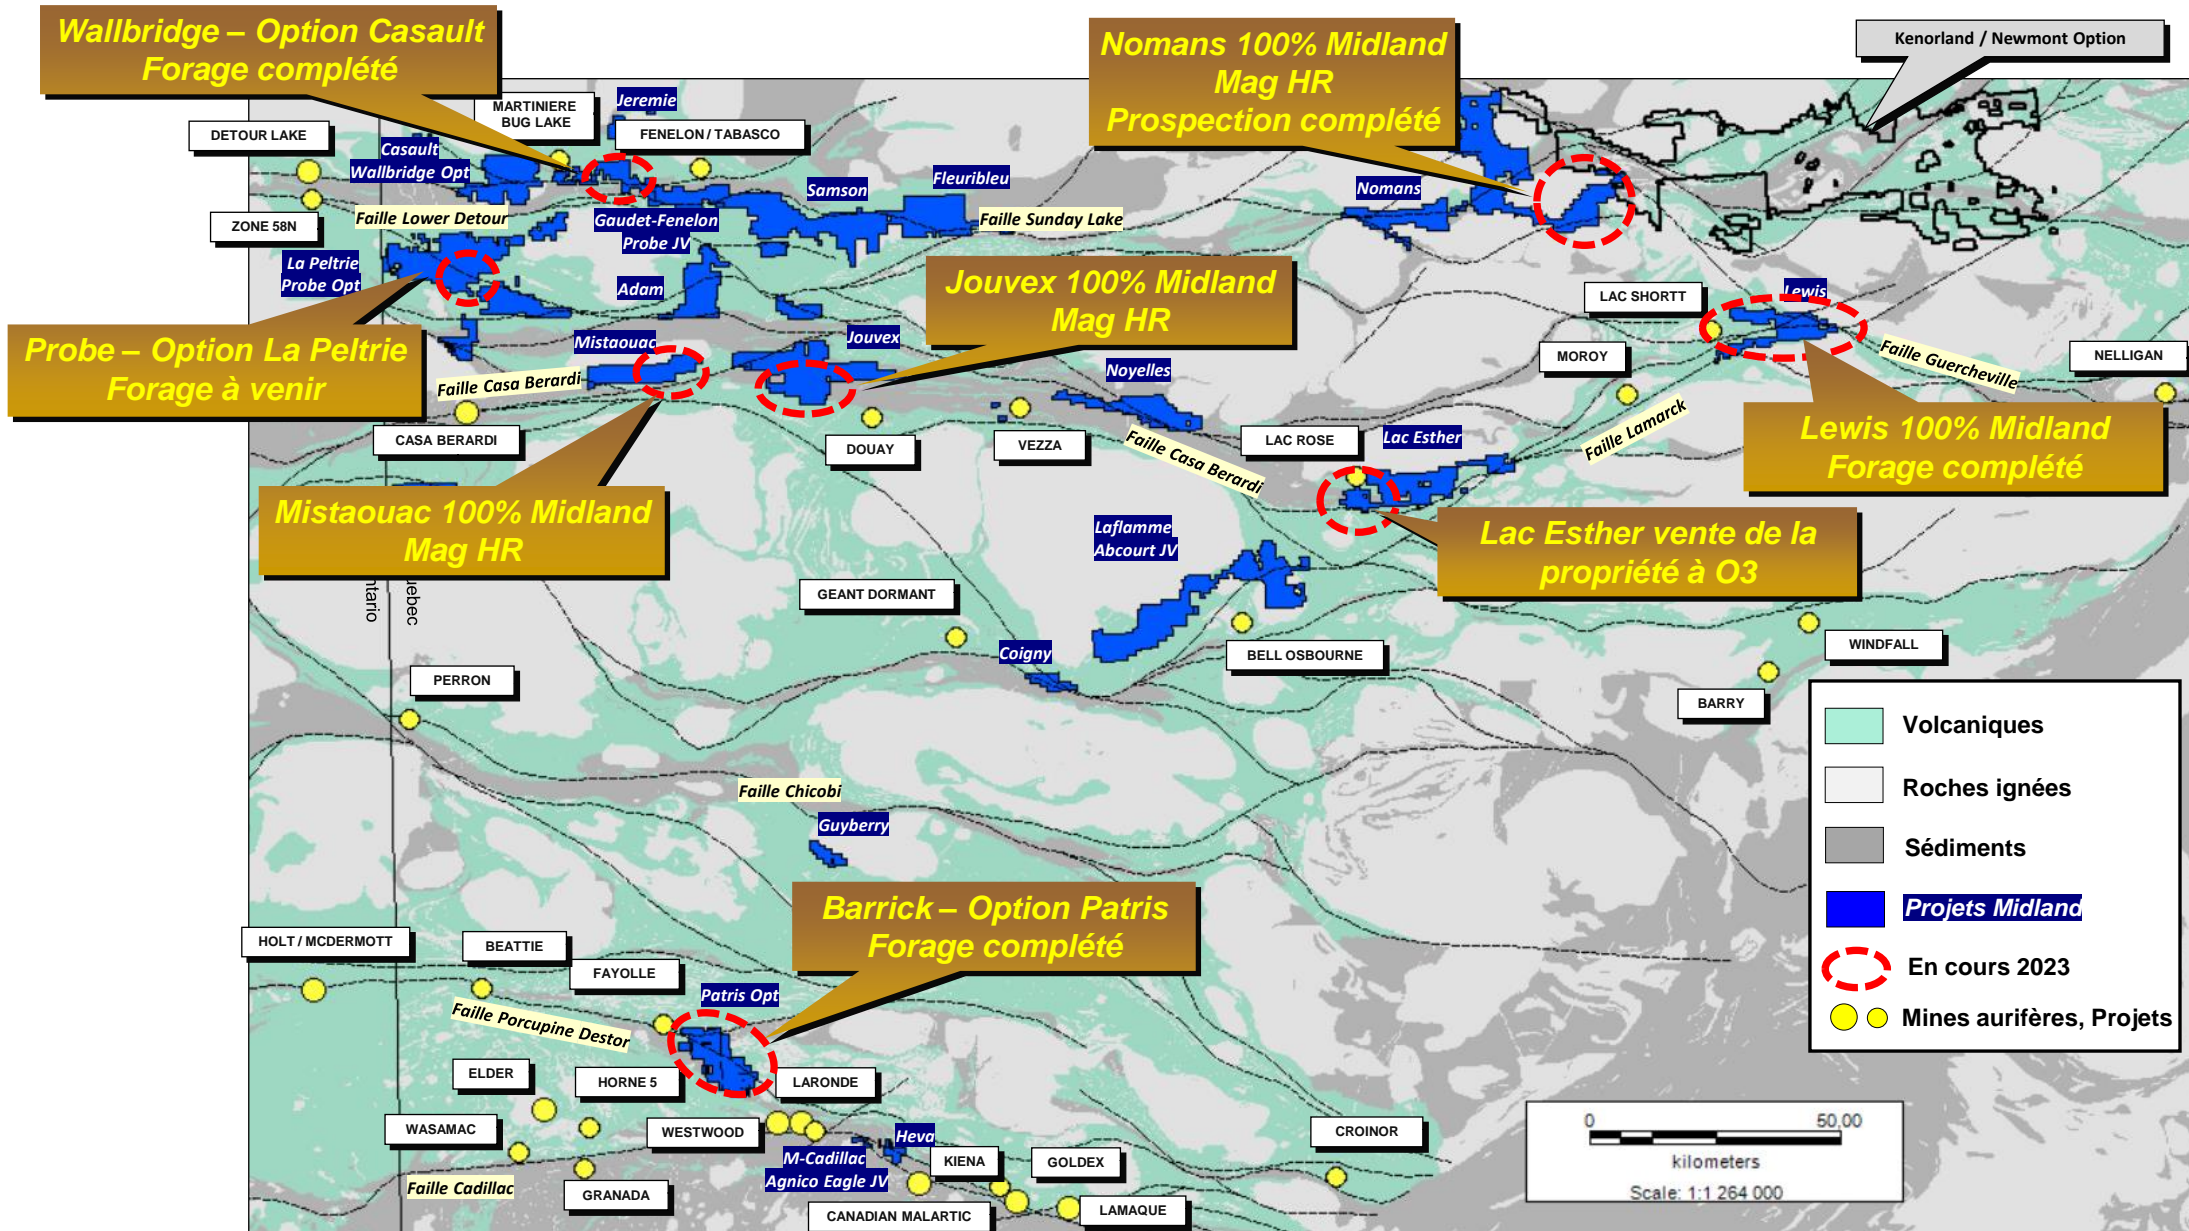 Wallbridge – Option Casault
Forage complété
Nomans 100% Midland
Mag HR
Prospection complété
Kenorland / Newmont Option
MARTINIERE
BUG LAKE
Jeremie
DETOUR LAKE
FENELON / TABASCO
Casault
Wallbridge Opt
Samson
Fleuribleu
Nomans
ZONE 58N
Faille Lower Detour
Gaudet-Fenelon
Probe JV
Faille Sunday Lake
La Peltrie
Probe Opt
Adam
Jouvex 100% Midland
Mag HR
LAC SHORTT
Lewis
Probe – Option La Peltrie
Forage à venir
Mistaouac
Jouvex
MOROY
Faille Guercheville
NELLIGAN
Faille Casa Berardi
Noyelles
CASA BERARDI
DOUAY
VEZZA
Faille Casa Berardi
LAC ROSE
Lac Esther
Faille Lamarck
Lewis 100% Midland
Forage complété
Mistaouac 100% Midland
Mag HR
Laflamme
Abcourt JV
Lac Esther vente de la
propriété à O3
ntario
uebec
GEANT DORMANT
Coigny
BELL OSBOURNE
WINDFALL
PERRON
BARRY
Volcaniques
Roches ignées
Sédiments
Projets Midland
En cours 2023
Mines aurifères, Projets
Faille Chicobi
Guyberry
Barrick – Option Patris
Forage complété
HOLT / MCDERMOTT
BEATTIE
FAYOLLE
Patris Opt
Faille Porcupine Destor
ELDER
HORNE 5
LARONDE
WASAMAC
WESTWOOD
Heva
CROINOR
M-Cadillac
Agnico Eagle JV
KIENA
GOLDEX
Faille Cadillac
GRANADA
CANADIAN MALARTIC
LAMAQUE
0 50,00
kilometers
Scale: 1:1 264 000